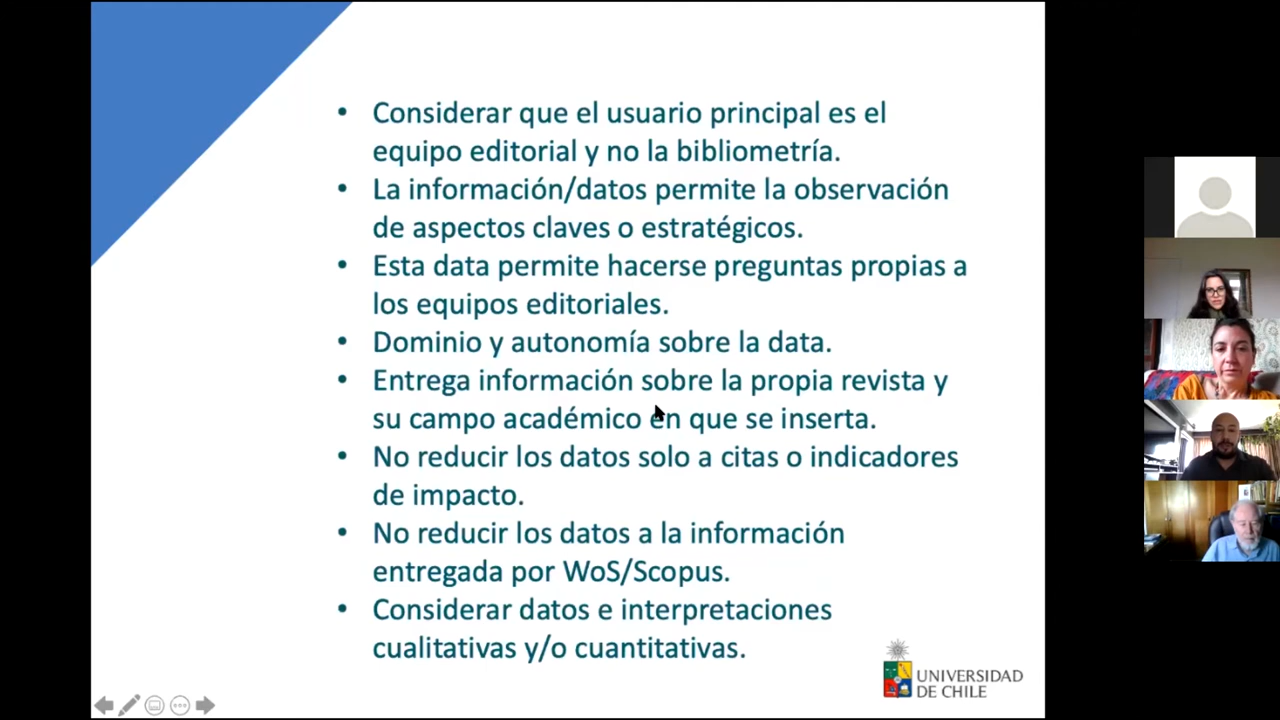 • Considerar que el usuario principal es el
equipo editorial y no la bibliometría.
• La información/datos permite la observación
de aspectos claves o estratégicos.
• Esta data permite hacerse preguntas propias a
los equipos editoriales.
• Dominio y autonomía sobre la data.
• Entrega información sobre la propia revista y
su campo académico en que se inserta.
• No reducir los datos solo a citas o indicadores
de impacto.
• No reducir los datos a la información
entregada por WoS/Scopus.
• Considerar datos e interpretaciones
cualitativas y/o cuantitativas.
UNIVERSIDAD
DE CHILE